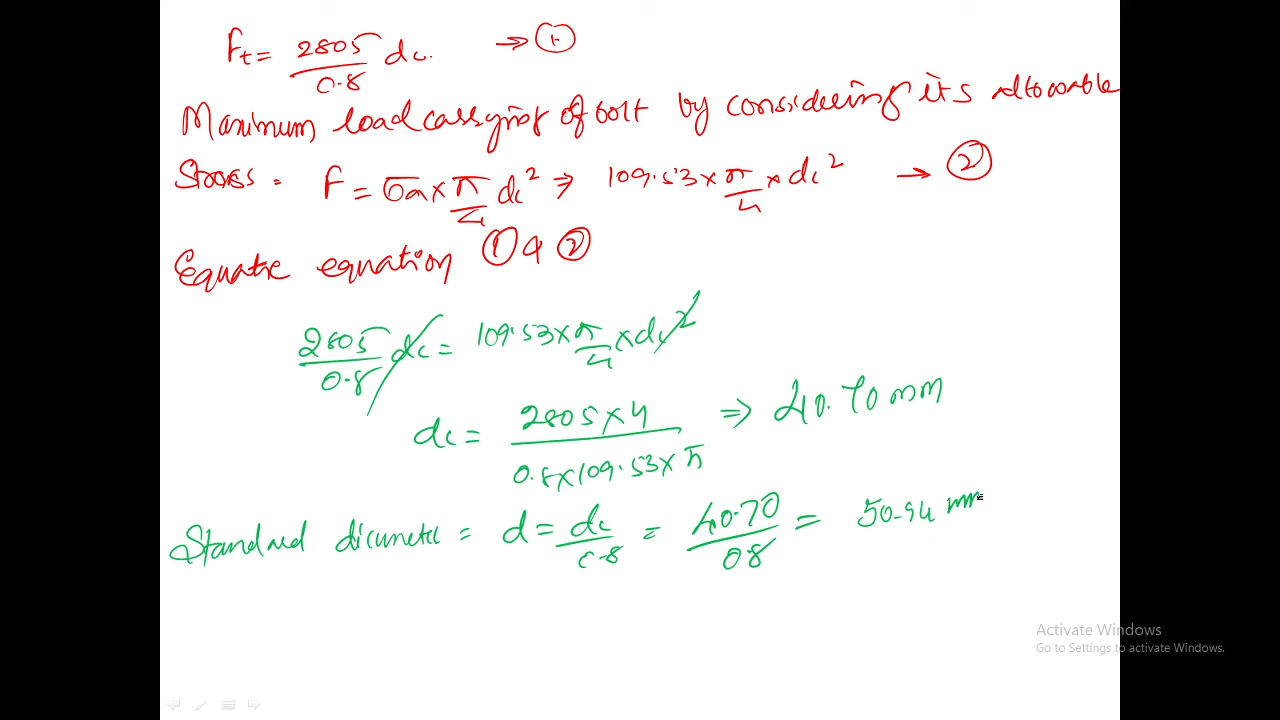 Ft = 2805/0.8 dc. → ①
Maximum load carrying of bolt by considering its allowable
Stress. F = σa × π/4 dc² ⇒ 109.53 × π/4 × dc² → ②
Equate equation ① & ②
2805/0.8 dc = 109.53 × π/4 × dc²
dc = 2805 × 4 / 0.8 × 109.53 × π ⇒ 40.70 mm
Standard diameter = d = dc/0.8 = 40.70/0.8 = 50.94 mm
Activate Windows
Go to Settings to activate Windows.